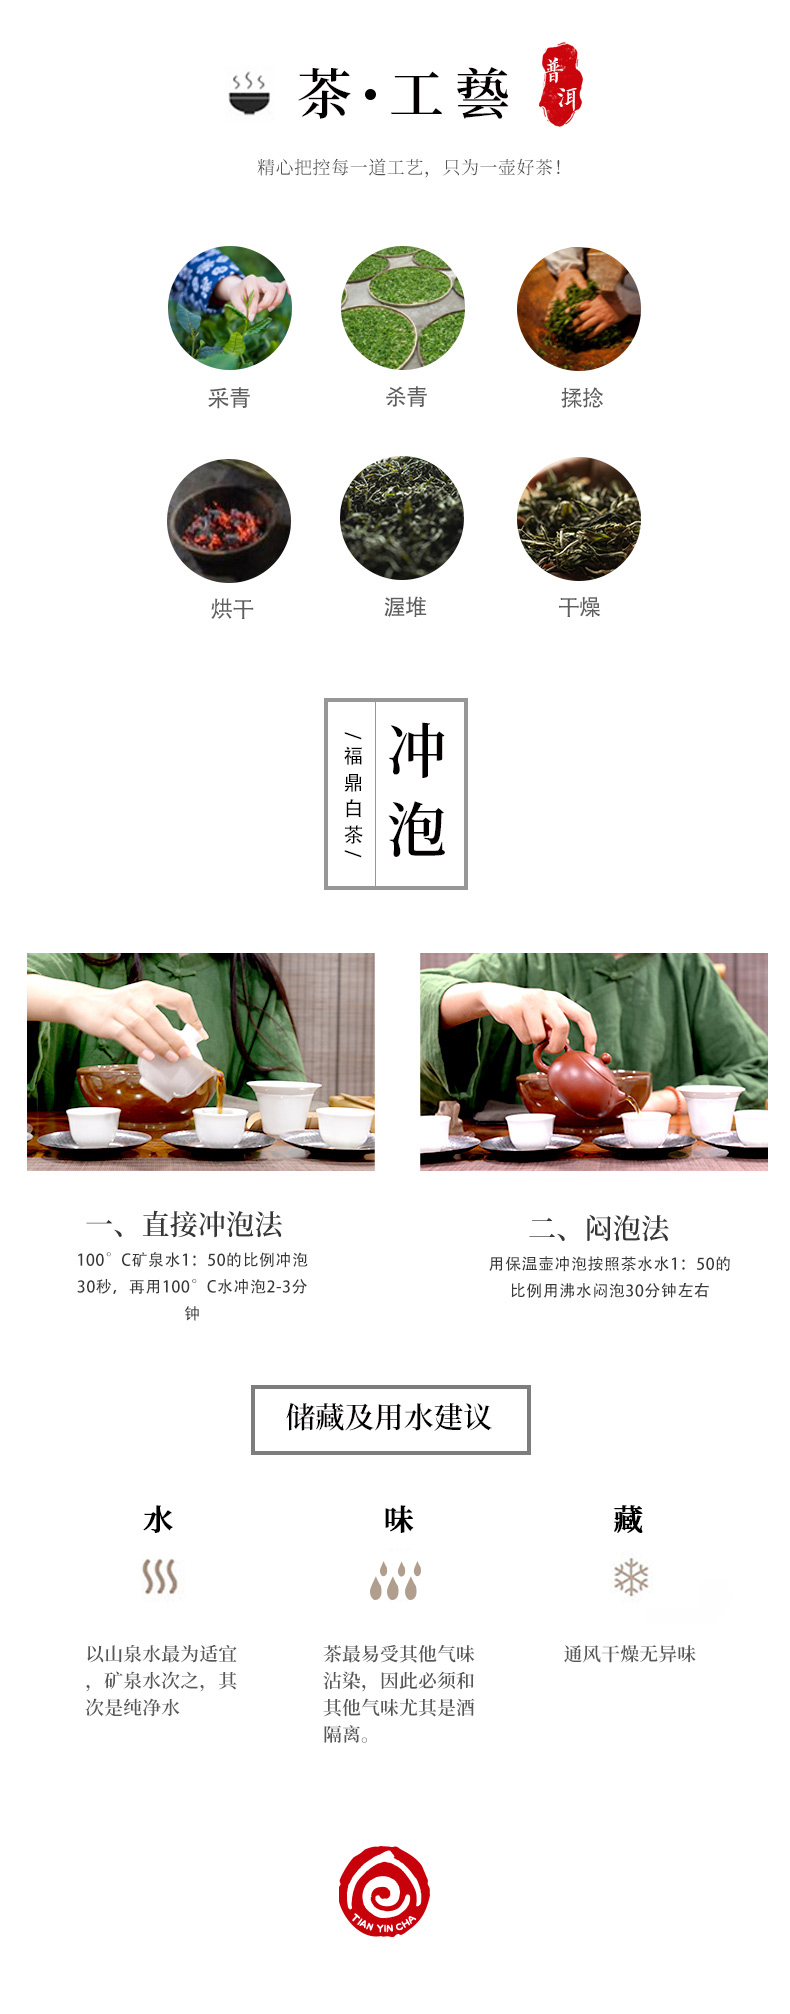 茶·工藝
普洱
精心把控每一道工艺，只为一壶好茶！
采青
杀青
揉捻
烘干
渥堆
干燥
冲泡
/福鼎白茶/
一、直接冲泡法
100°C矿泉水1：50的比例冲泡
30秒，再用100°C水冲泡2-3分
钟
二、闷泡法
用保温壶冲泡按照茶水水1：50的
比例用沸水闷泡30分钟左右
储藏及用水建议
水
以山泉水最为适宜
，矿泉水次之，其
次是纯净水
味
茶最易受其他气味
沾染，因此必须和
其他气味尤其是酒
隔离。
藏
通风干燥无异味
TIAN YIN CHA